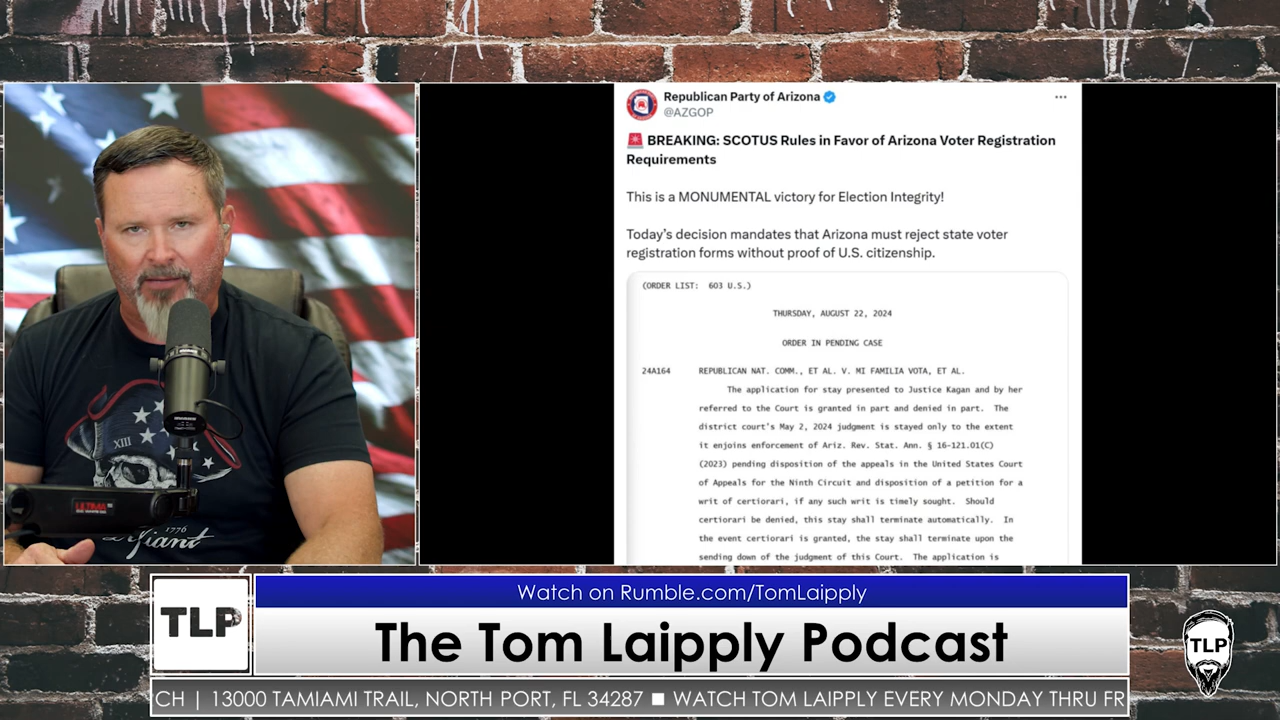 Republican Party of Arizona
@AZGOP
BREAKING: SCOTUS Rules in Favor of Arizona Voter Registration
Requirements
This is a MONUMENTAL victory for Election Integrity!
Today's decision mandates that Arizona must reject state voter
registration forms without proof of U.S. citizenship.
(ORDER LIST: 603 U.S.)
THURSDAY, AUGUST 22, 2024
ORDER IN PENDING CASE
24A164 REPUBLICAN NAT. COMM., ET AL. V. MI FAMILIA VOTA, ET AL.
The application for stay presented to Justice Kagan and by her
referred to the Court is granted in part and denied in part. The
district court's May 2, 2024 judgment is stayed only to the extent
it enjoins enforcement of Ariz. Rev. Stat. Ann. § 16-121.01(C)
(2023) pending disposition of the appeals in the United States Court
of Appeals for the Ninth Circuit and disposition of a petition for a
writ of certiorari, if any such writ is timely sought. Should
certiorari be denied, this stay shall terminate automatically. In
the event certiorari is granted, the stay shall terminate upon the
sending down of the judgment of this Court. The application is
XIII
ULTIMA
1776
Defiant
TLP
Watch on Rumble.com/TomLaipply
The Tom Laipply Podcast
TLP
CH | 13000 TAMIAMI TRAIL, NORTH PORT, FL 34287 ■ WATCH TOM LAIPPLY EVERY MONDAY THRU FR